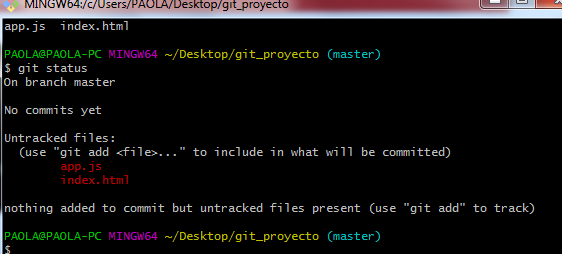 MINGW64:/c/Users/PAOLA/Desktop/git_proyecto
app.js  index.html
PAOLA@PAOLA-PC MINGW64 ~/Desktop/git_proyecto (master)
$ git status
On branch master
No commits yet
Untracked files:
  (use "git add <file>..." to include in what will be committed)
        app.js
        index.html
nothing added to commit but untracked files present (use "git add" to track)
PAOLA@PAOLA-PC MINGW64 ~/Desktop/git_proyecto (master)
$